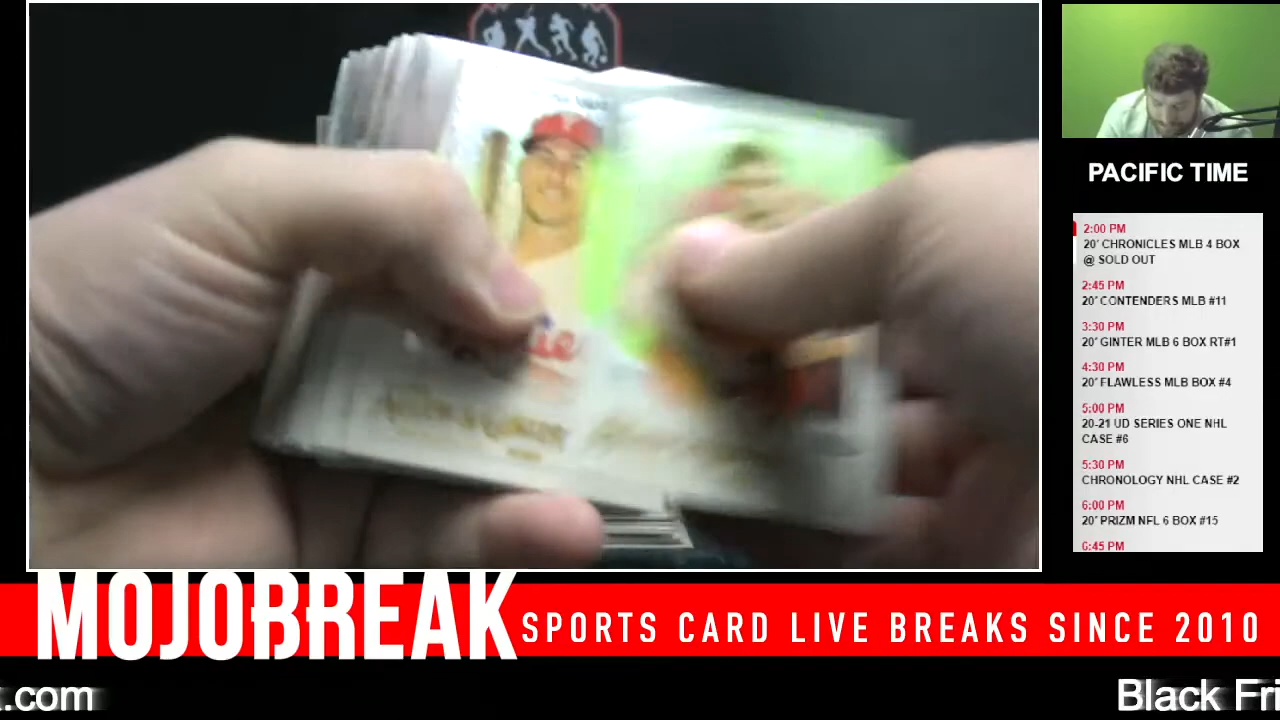 PACIFIC TIME
2:00 PM
20' CHRONICLES MLB 4 BOX
@ SOLD OUT
2:45 PM
20' CONTENDERS MLB #11
3:30 PM
20' GINTER MLB 6 BOX RT#1
4:30 PM
20' FLAWLESS MLB BOX #4
5:00 PM
20-21 UD SERIES ONE NHL
CASE #6
5:30 PM
CHRONOLOGY NHL CASE #2
6:00 PM
20' PRIZM NFL 6 BOX #15
6:45 PM
MOJOBREAK
SPORTS CARD LIVE BREAKS SINCE 2010
.com
Black Fri